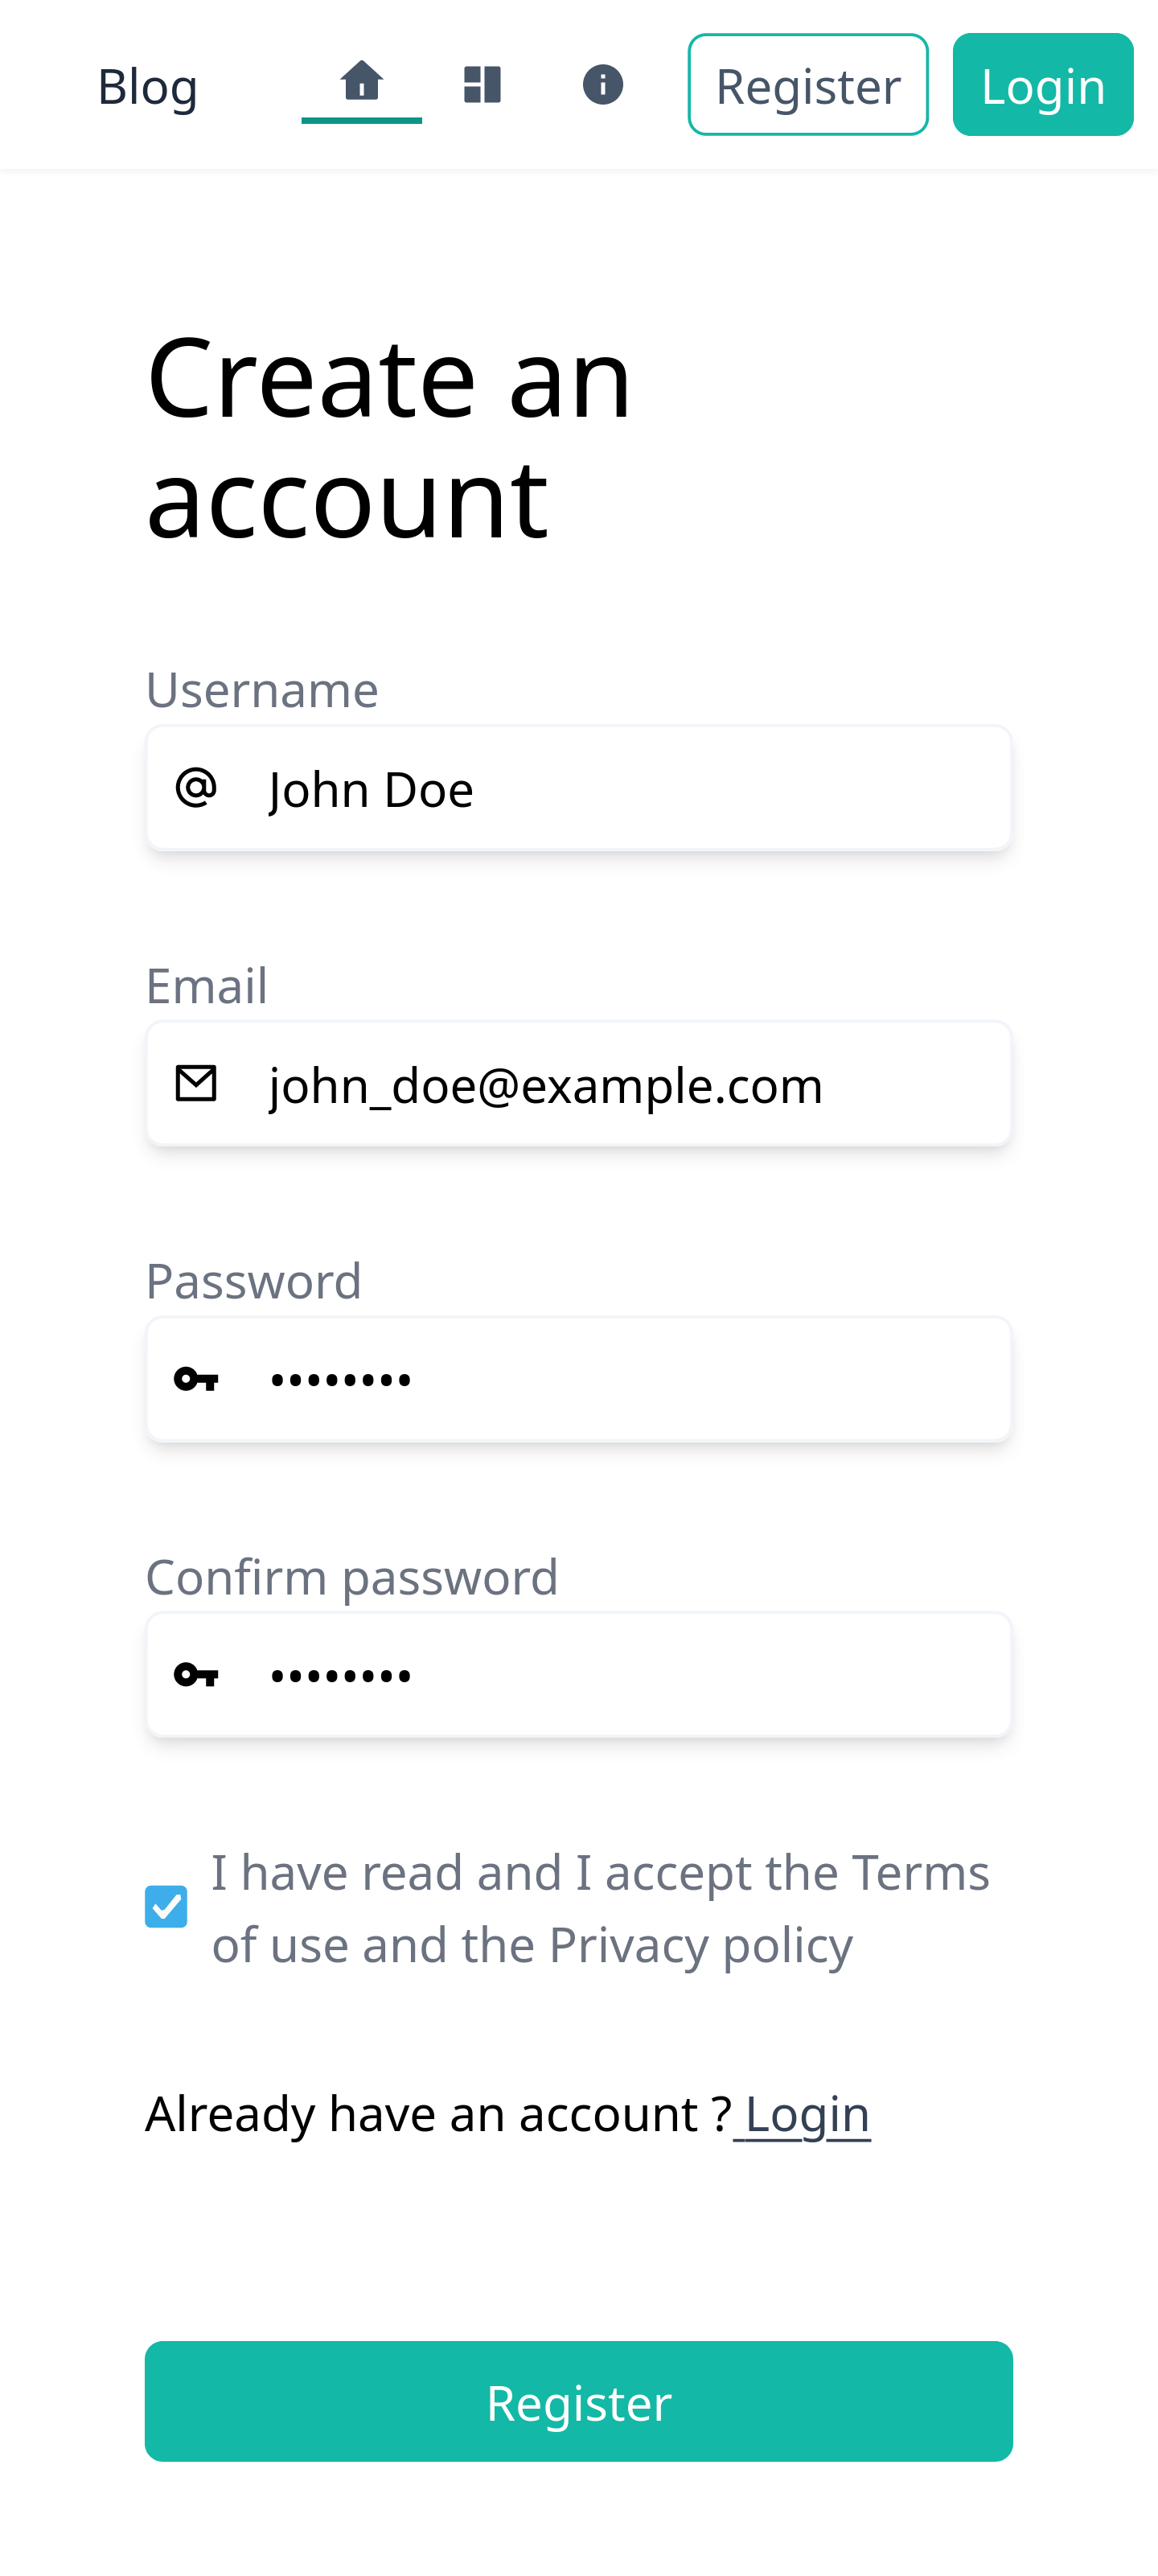 Blog
Register
Login
Create an
account
Username
John Doe
Email
john_doe@example.com
Password
••••••••
Confirm password
••••••••
I have read and I accept the Terms
of use and the Privacy policy
Already have an account ? Login
Register